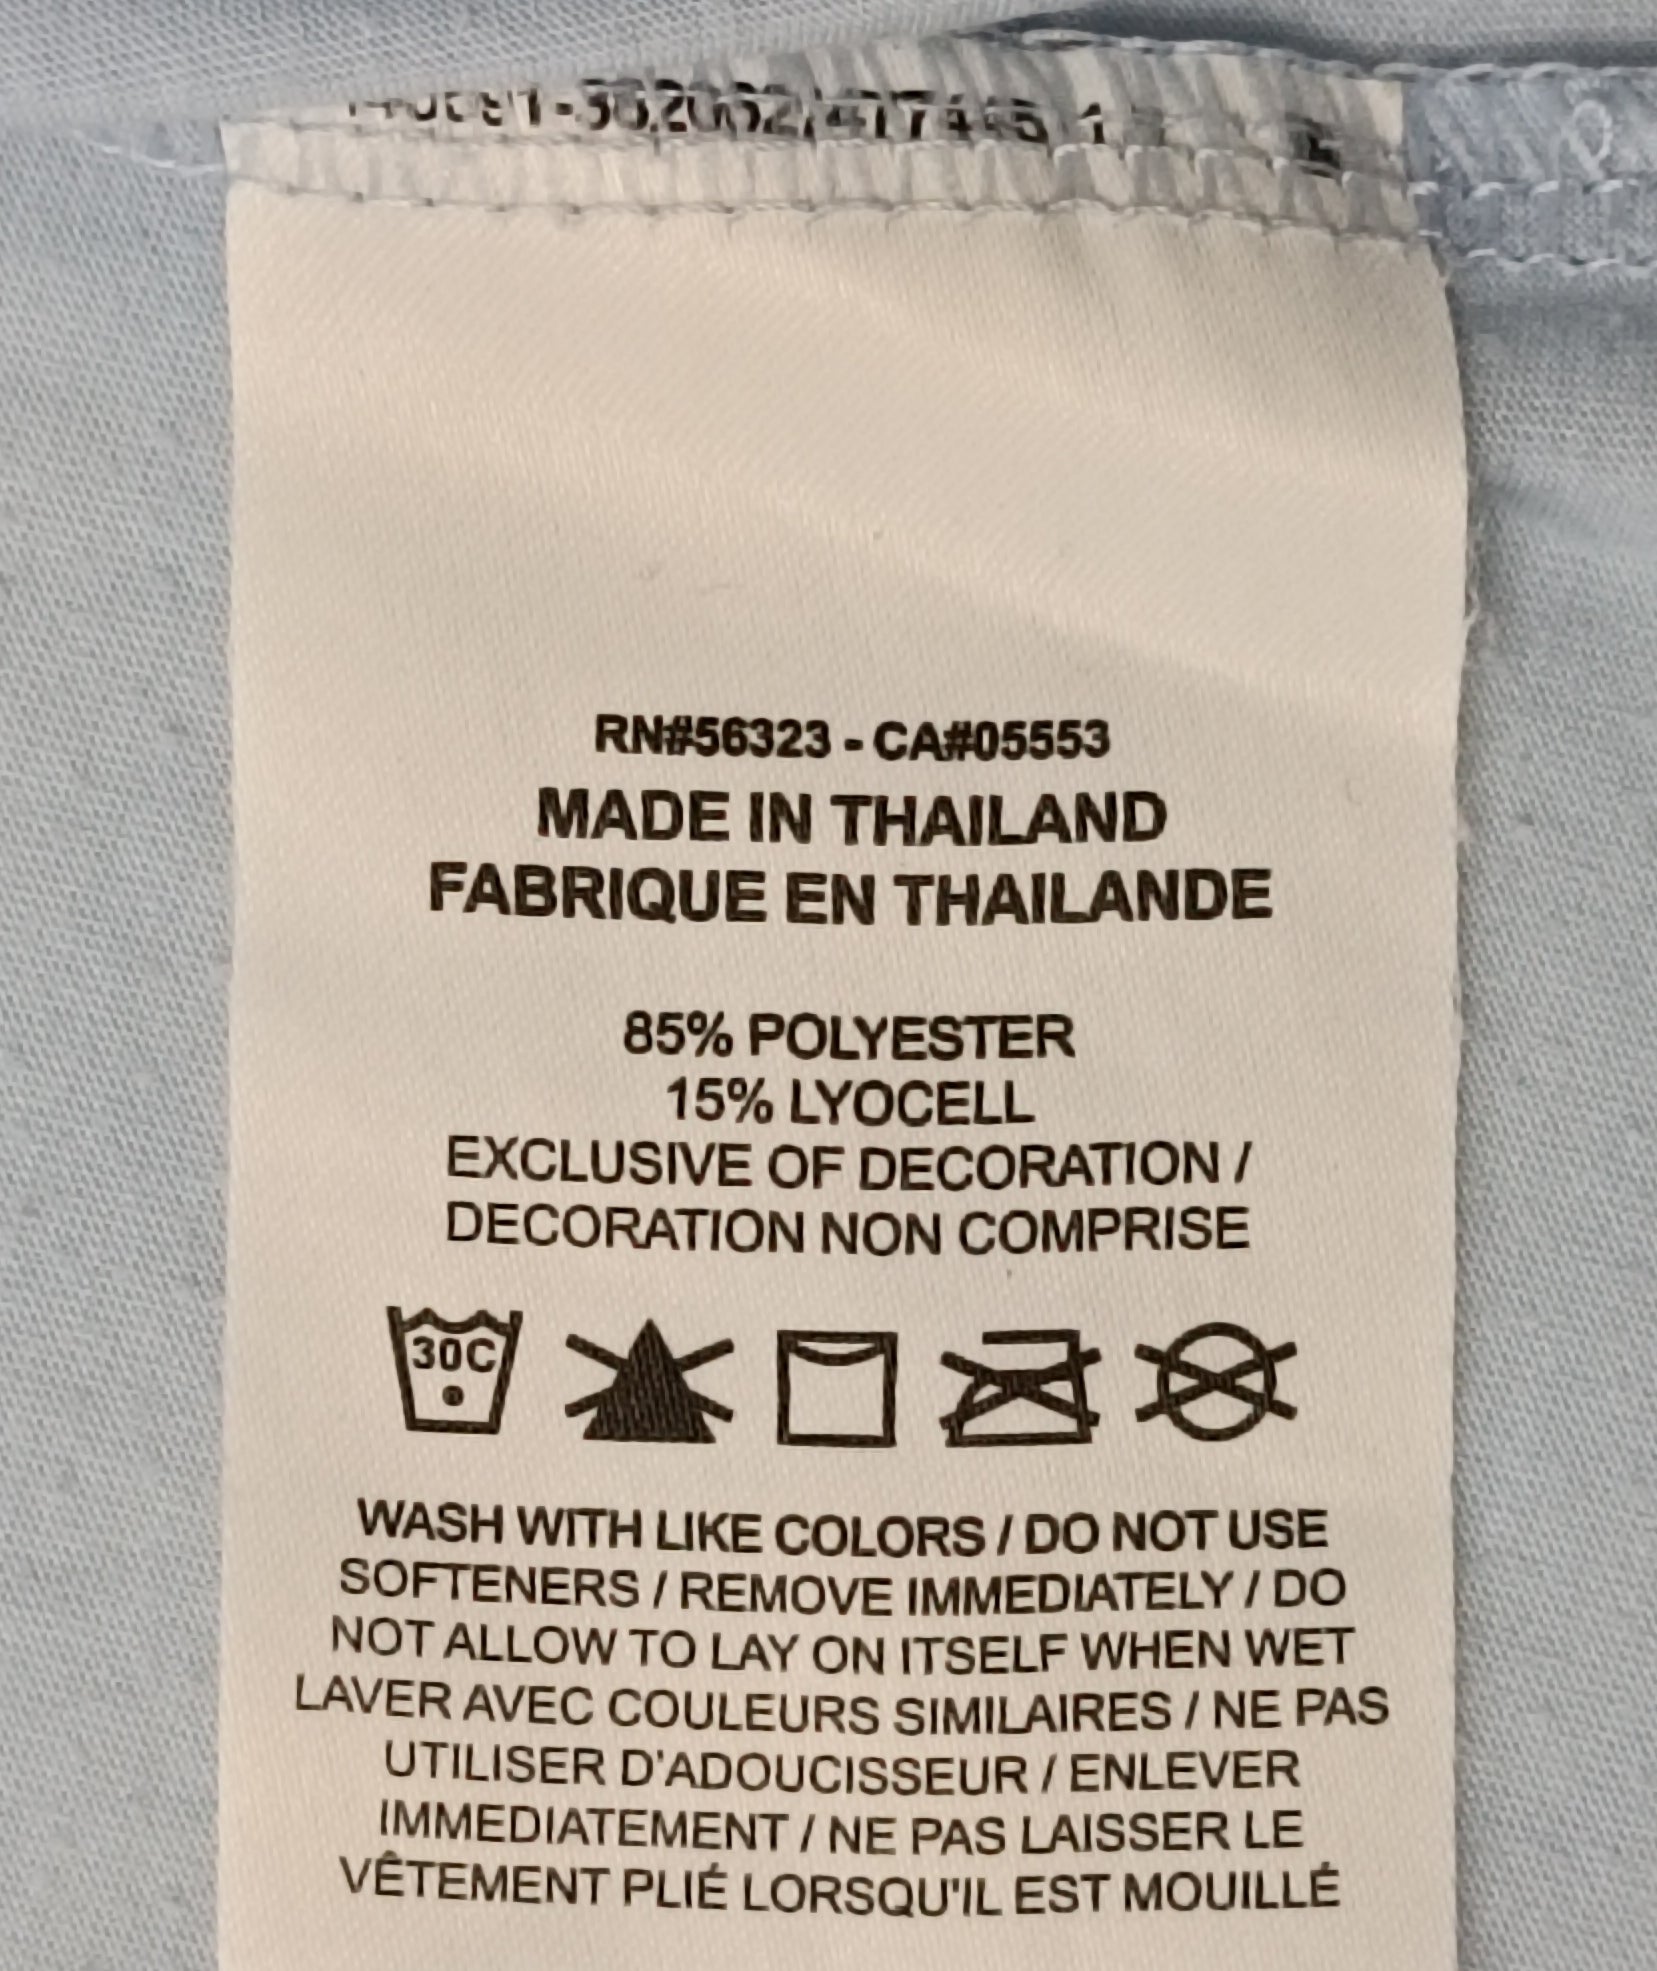 RN#56323 - CA#05553
MADE IN THAILAND
FABRIQUE EN THAILANDE
85% POLYESTER
15% LYOCELL
EXCLUSIVE OF DECORATION /
DECORATION NON COMPRISE
30C
WASH WITH LIKE COLORS / DO NOT USE
SOFTENERS / REMOVE IMMEDIATELY / DO
NOT ALLOW TO LAY ON ITSELF WHEN WET
LAVER AVEC COULEURS SIMILAIRES / NE PAS
UTILISER D'ADOUCISSEUR / ENLEVER
IMMEDIATEMENT / NE PAS LAISSER LE
VÊTEMENT PLIÉ LORSQU'IL EST MOUILLÉ